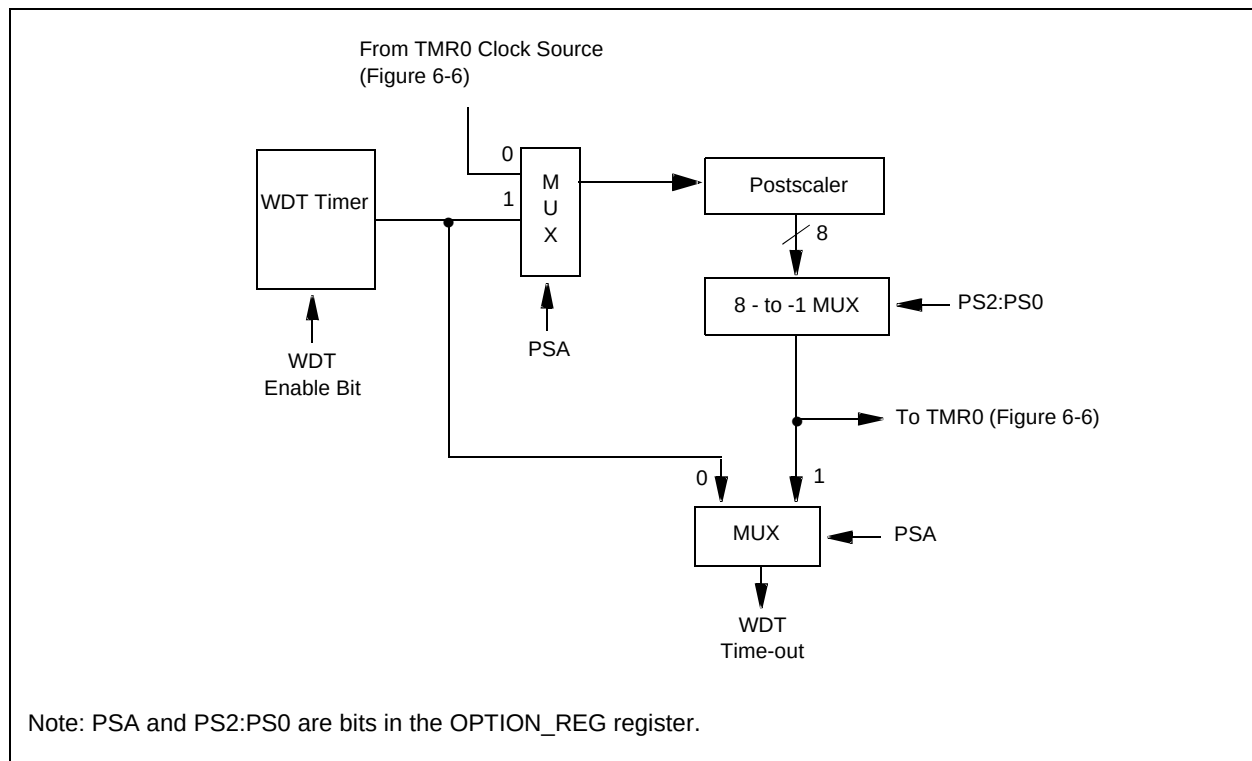 From TMR0 Clock Source
(Figure 6-6)
0
1
M
U
X
WDT Timer
Postscaler
8
8 - to -1 MUX
PS2:PS0
PSA
WDT
Enable Bit
To TMR0 (Figure 6-6)
0
1
MUX
PSA
WDT
Time-out
Note: PSA and PS2:PS0 are bits in the OPTION_REG register.